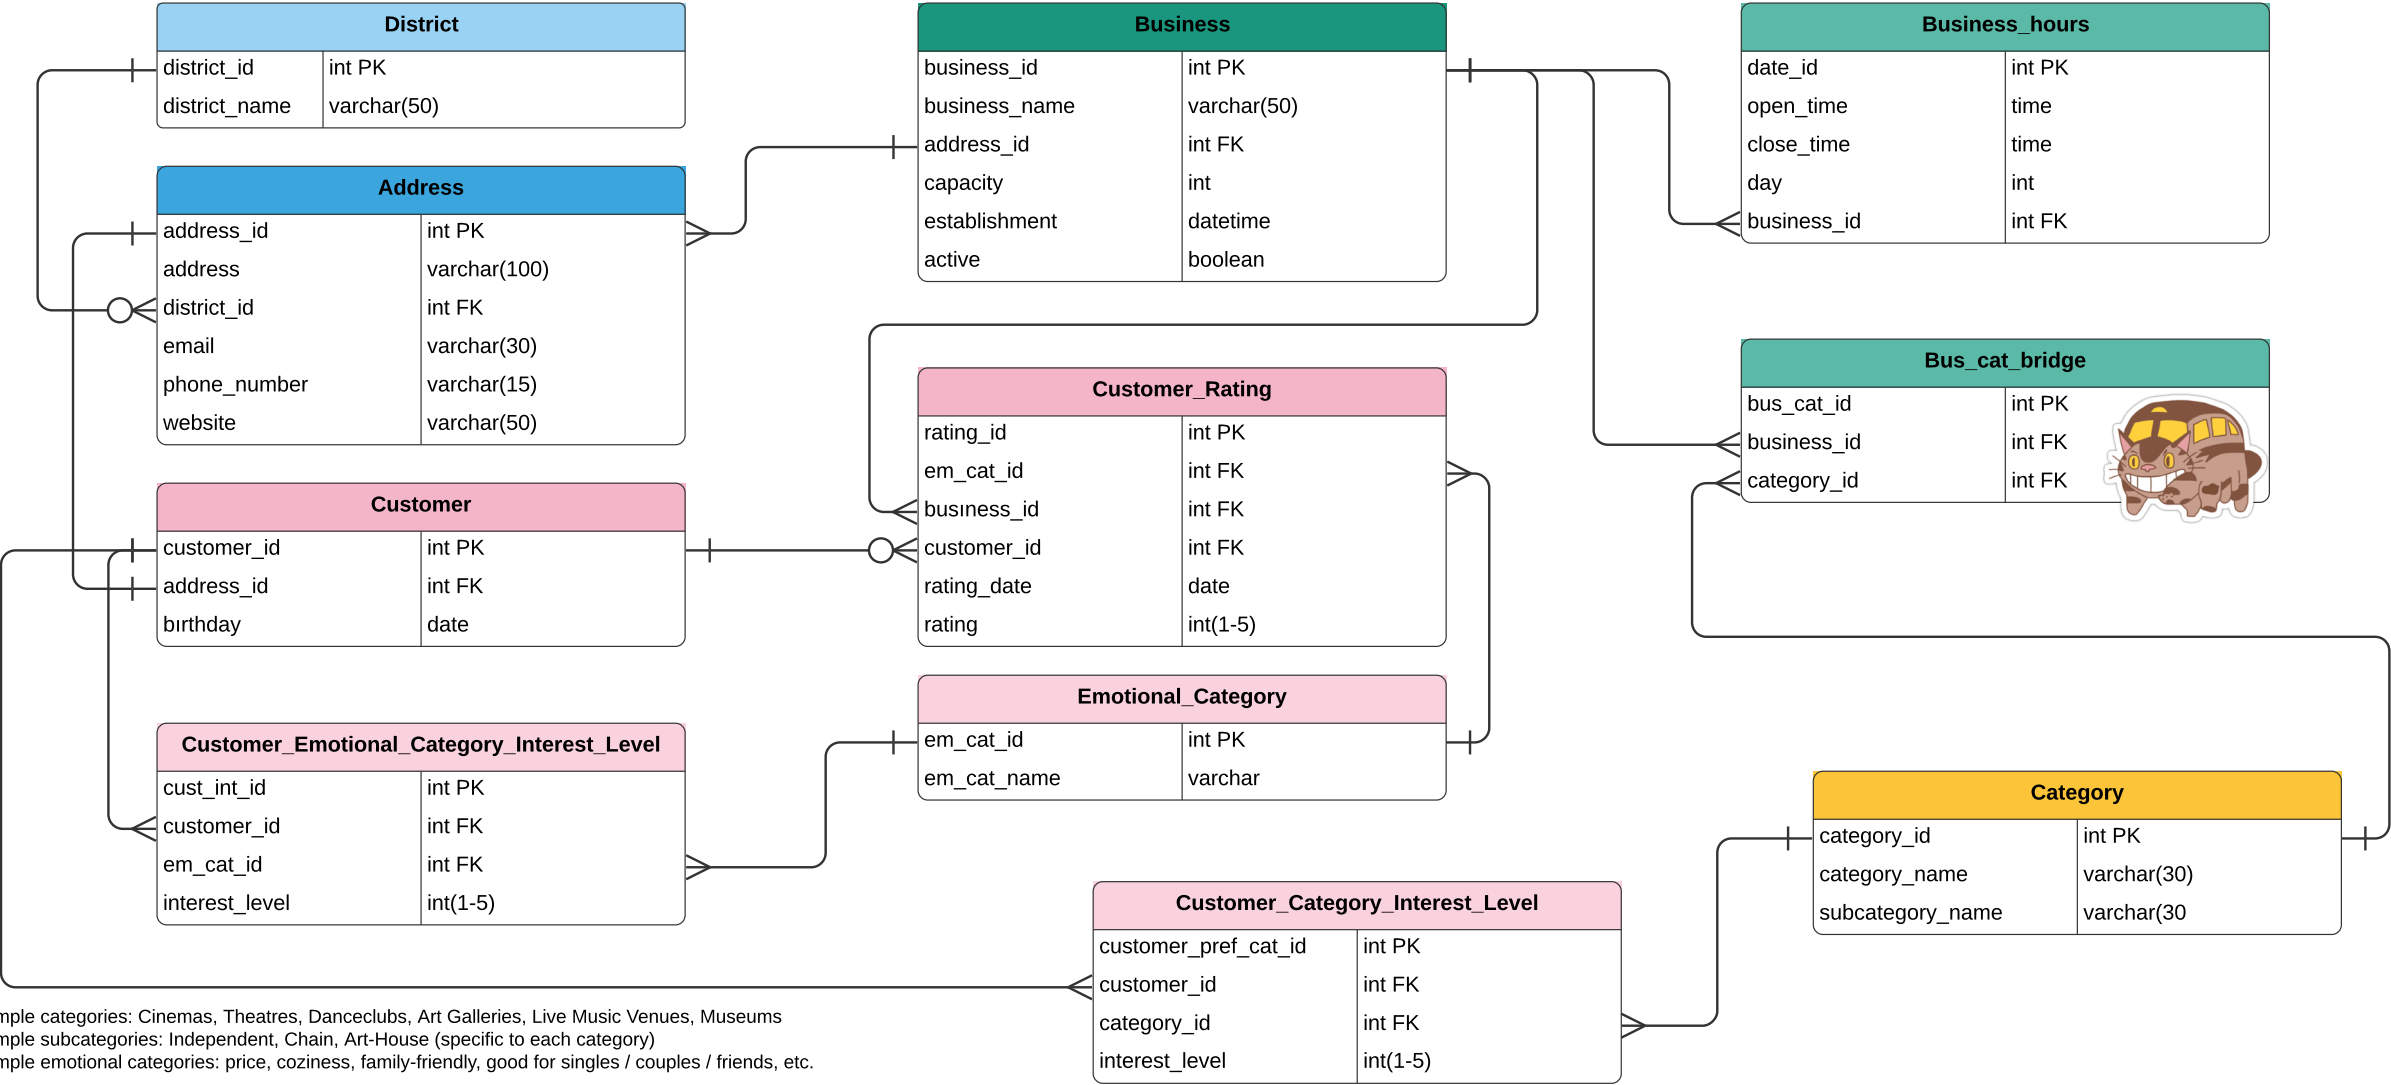 District
district_id int PK
district_name varchar(50)
Address
address_id int PK
address varchar(100)
district_id int FK
email varchar(30)
phone_number varchar(15)
website varchar(50)
Customer
customer_id int PK
address_id int FK
bırthday date
Customer_Emotional_Category_Interest_Level
cust_int_id int PK
customer_id int FK
em_cat_id int FK
interest_level int(1-5)
Business
business_id int PK
business_name varchar(50)
address_id int FK
capacity int
establishment datetime
active boolean
Customer_Rating
rating_id int PK
em_cat_id int FK
busıness_id int FK
customer_id int FK
rating_date date
rating int(1-5)
Emotional_Category
em_cat_id int PK
em_cat_name varchar
Customer_Category_Interest_Level
customer_pref_cat_id int PK
customer_id int FK
category_id int FK
interest_level int(1-5)
Business_hours
date_id int PK
open_time time
close_time time
day int
business_id int FK
Bus_cat_bridge
bus_cat_id int PK
business_id int FK
category_id int FK
Category
category_id int PK
category_name varchar(30)
subcategory_name varchar(30
mple categories: Cinemas, Theatres, Danceclubs, Art Galleries, Live Music Venues, Museums
mple subcategories: Independent, Chain, Art-House (specific to each category)
mple emotional categories: price, coziness, family-friendly, good for singles / couples / friends, etc.